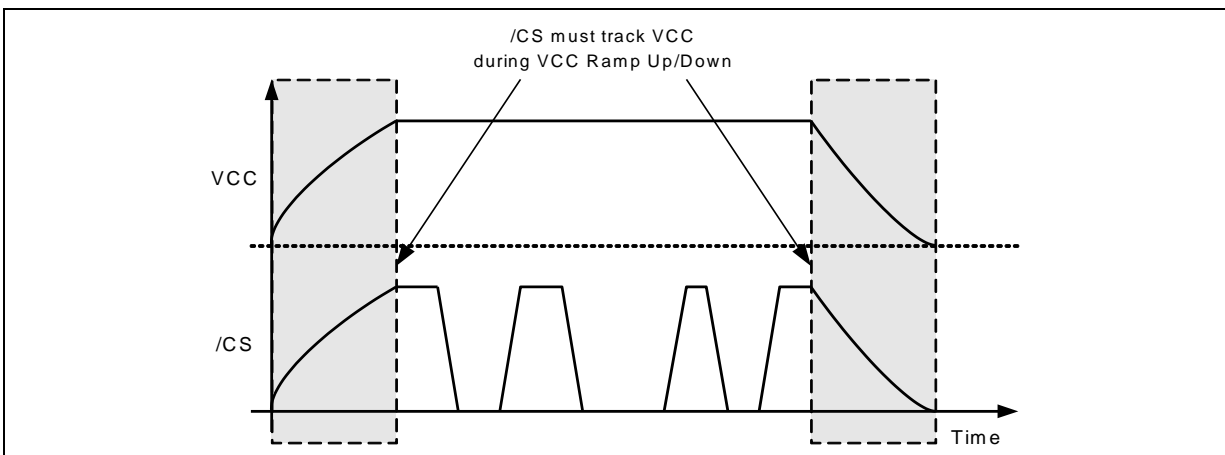 /CS must track VCC
during VCC Ramp Up/Down
VCC
/CS
Time